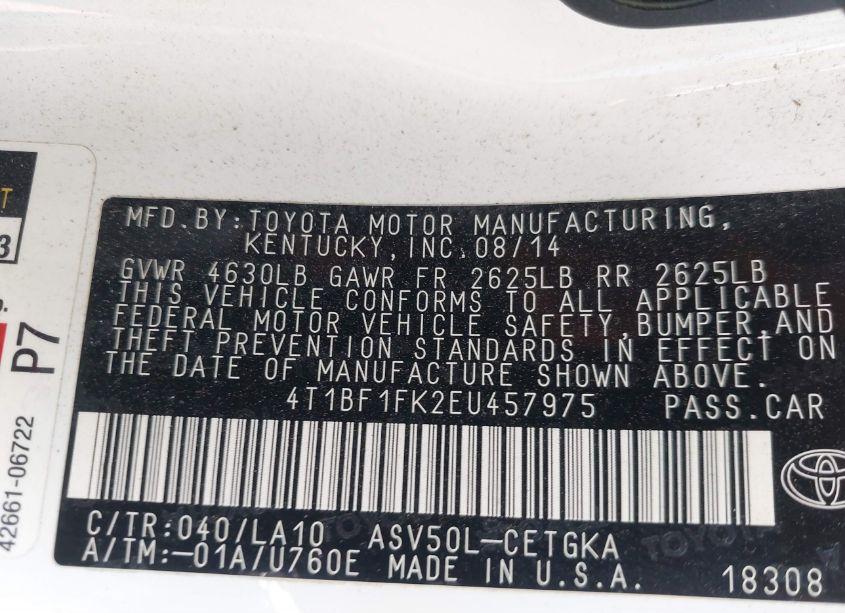 T
3
P7
42661-06722
MFD. BY: TOYOTA MOTOR MANUFACTURING,
KENTUCKY, INC. 08/14
GVWR 4630LB GAWR FR 2625LB RR 2625LB
THIS VEHICLE CONFORMS TO ALL APPLICABLE
FEDERAL MOTOR VEHICLE SAFETY, BUMPER, AND
THEFT PREVENTION STANDARDS IN EFFECT ON
THE DATE OF MANUFACTURE SHOWN ABOVE.
4T1BF1FK2EU457975 PASS.CAR
C/TR:040/LA10 ASV50L-CETGKA
A/TM:-01A/U760E MADE IN U.S.A. 18308